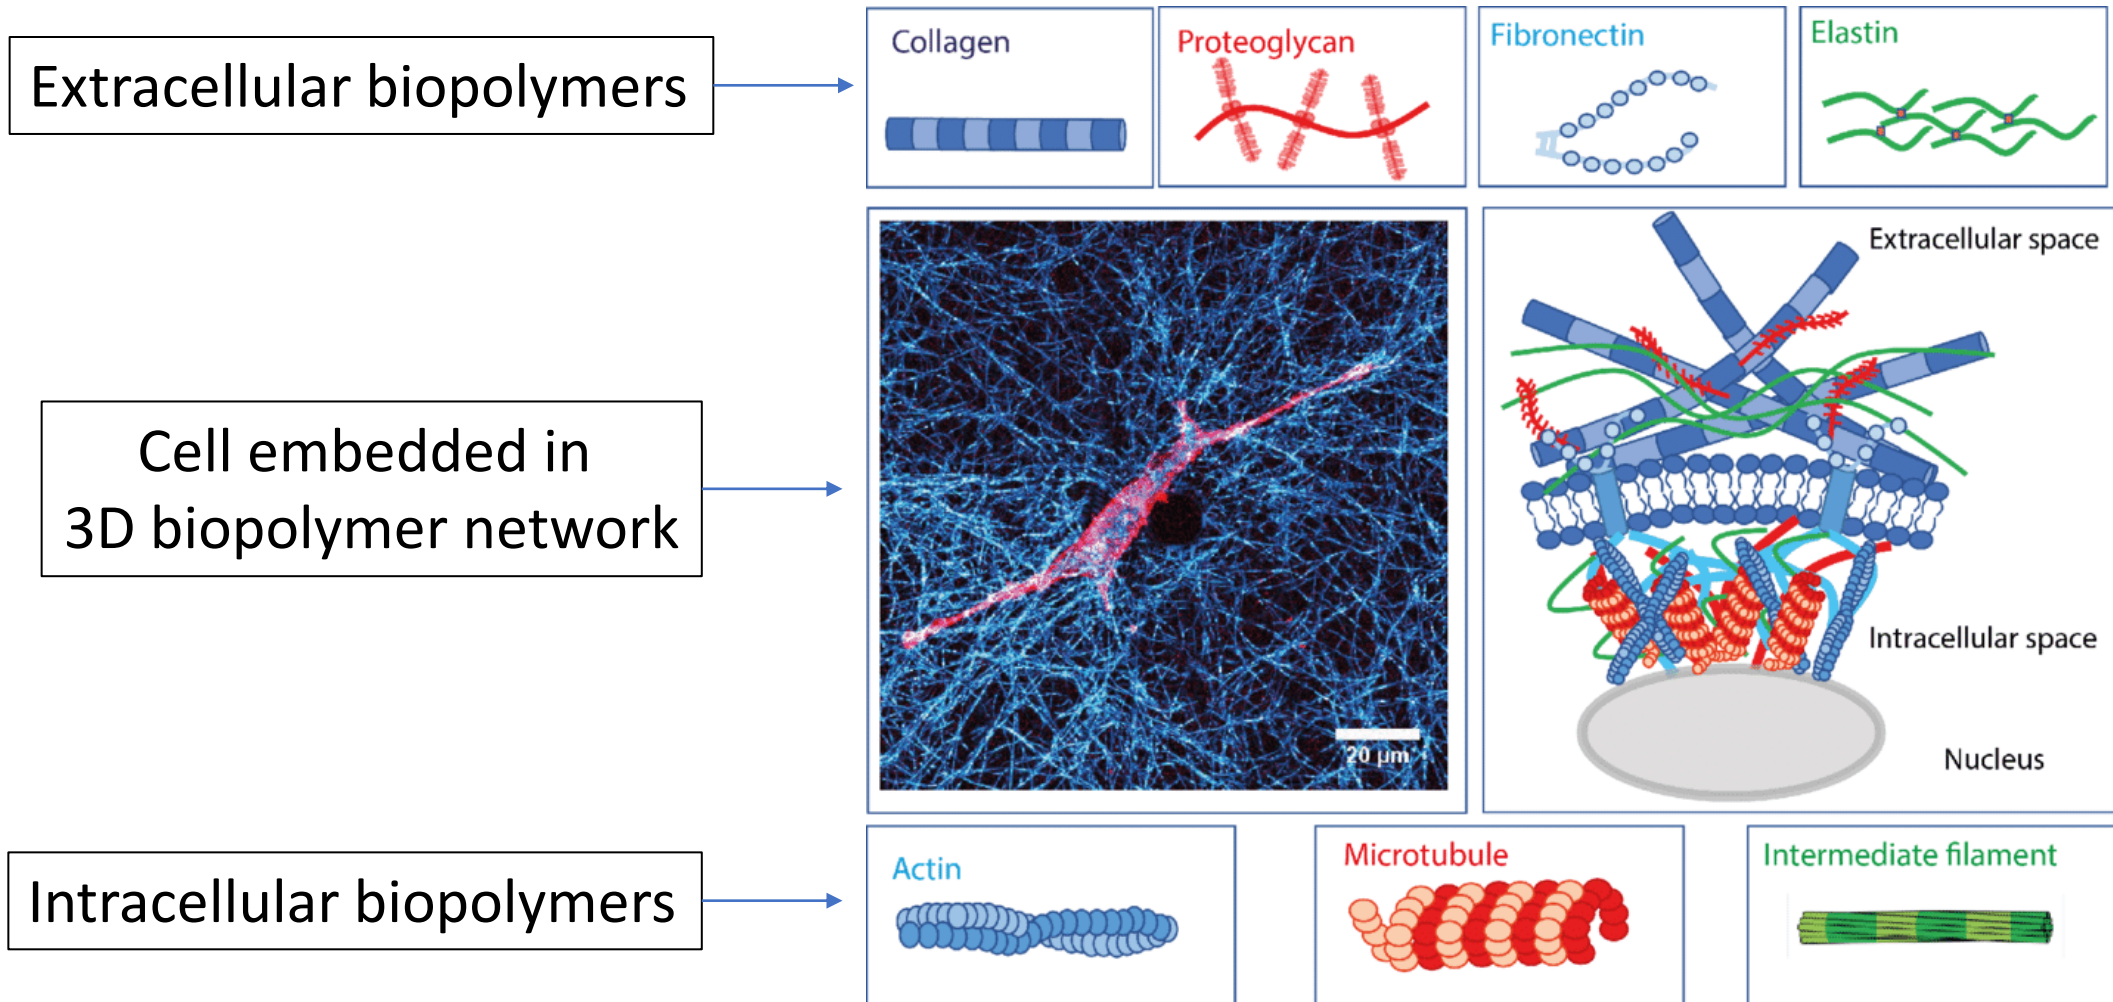 Extracellular biopolymers
Collagen
Proteoglycan
Fibronectin
Elastin
Cell embedded in
3D biopolymer network
20 µm
Extracellular space
Intracellular space
Nucleus
Intracellular biopolymers
Actin
Microtubule
Intermediate filament